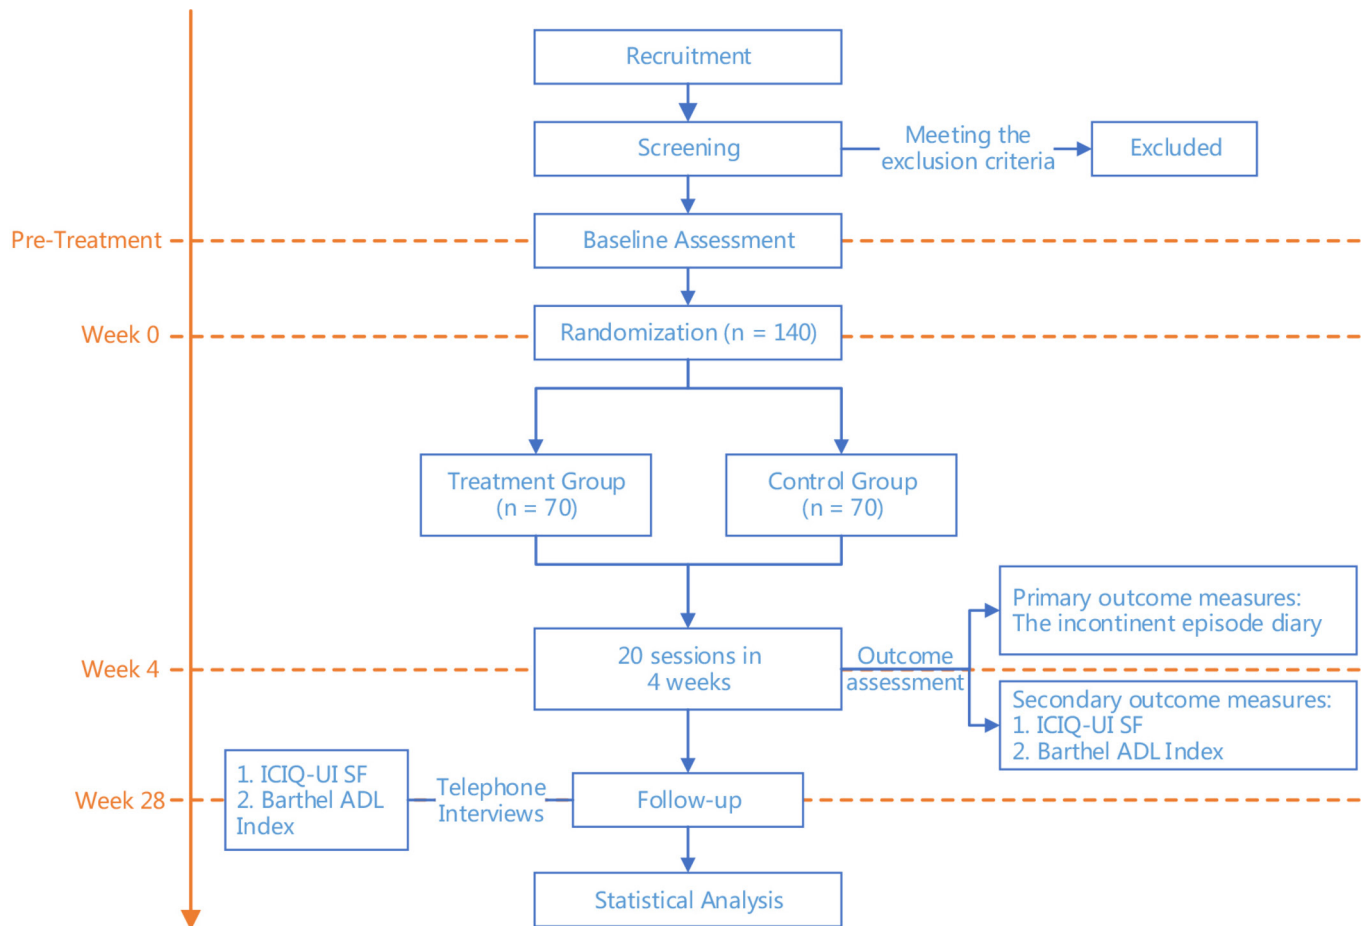 Recruitment
Screening
Meeting the
exclusion criteria
Excluded
Pre-Treatment
Baseline Assessment
Week 0
Randomization (n = 140)
Treatment Group
(n = 70)
Control Group
(n = 70)
Primary outcome measures:
The incontinent episode diary
Week 4
20 sessions in
4 weeks
Outcome
assessment
Secondary outcome measures:
1. ICIQ-UI SF
2. Barthel ADL Index
Week 28
1. ICIQ-UI SF
2. Barthel ADL
Index
Telephone
Interviews
Follow-up
Statistical Analysis